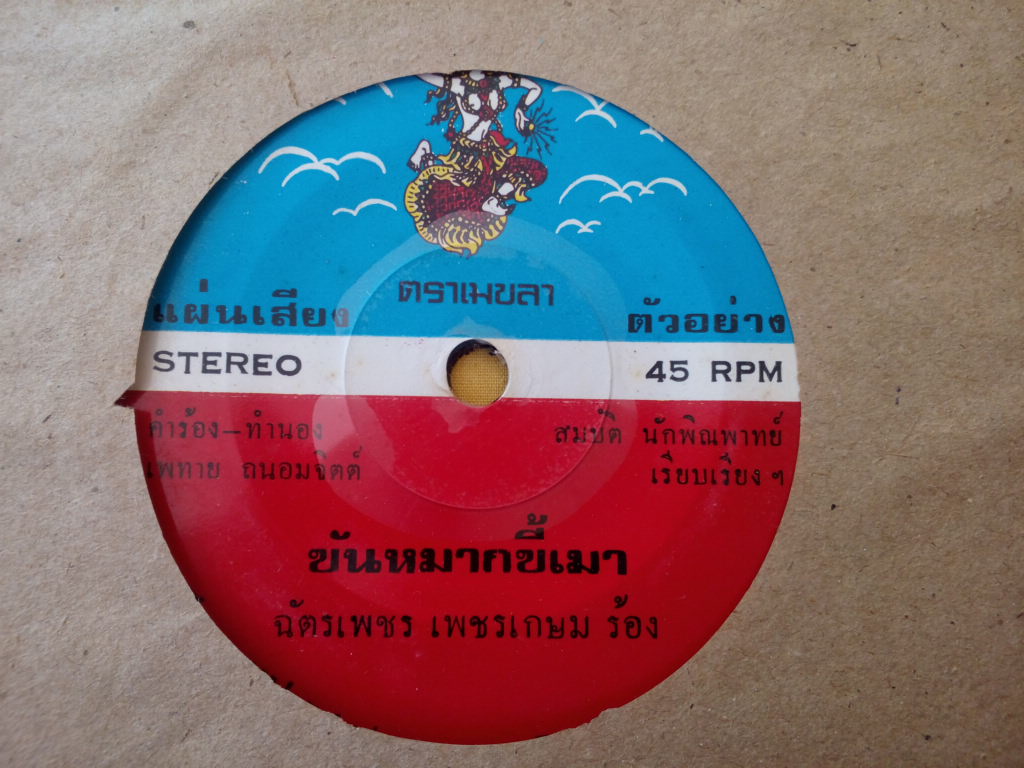 ตราเมขลา
แผ่นเสียง ตัวอย่าง
STEREO 45 RPM
คำร้อง-ทำนอง สมบัติ นักพิณพาทย์
เพทาย ถนอมจิตต์ เรียบเรียง ฯ
ขันหมากขี้เมา
ฉัตรเพชร เพชรเกษม ร้อง